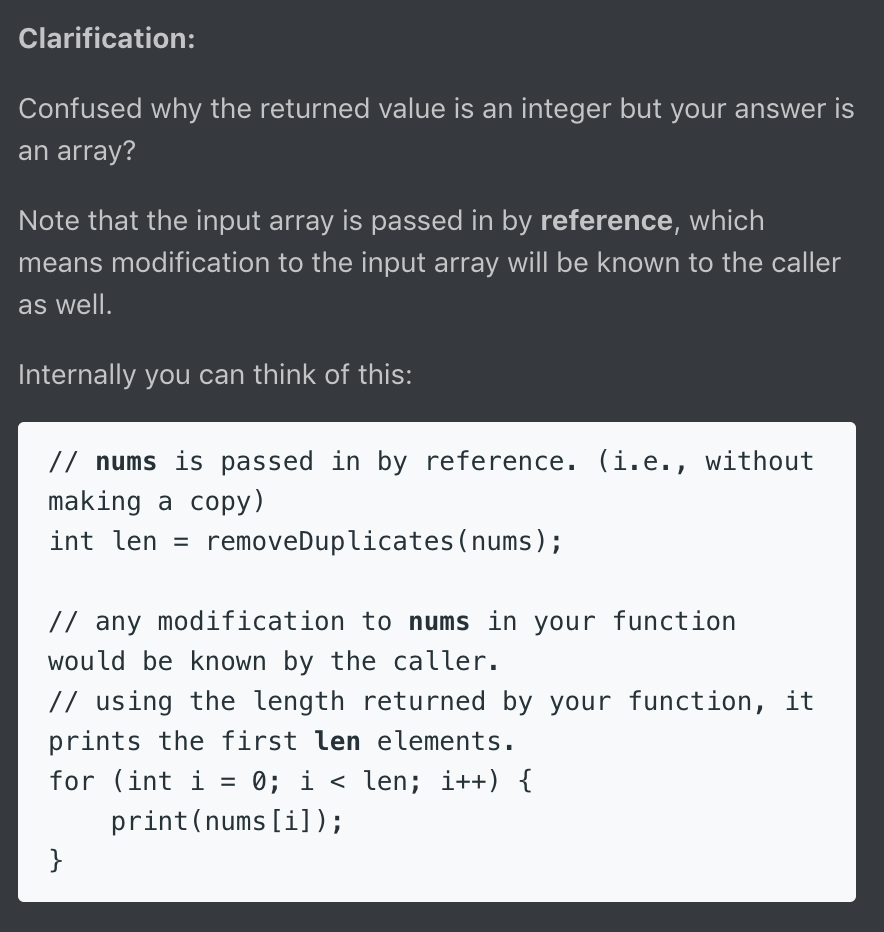 Clarification:
Confused why the returned value is an integer but your answer is
an array?
Note that the input array is passed in by reference, which
means modification to the input array will be known to the caller
as well.
Internally you can think of this:
// nums is passed in by reference. (i.e., without
making a copy)
int len = removeDuplicates(nums);
// any modification to nums in your function
would be known by the caller.
// using the length returned by your function, it
prints the first len elements.
for (int i = 0; i < len; i++) {
    print(nums[i]);
}